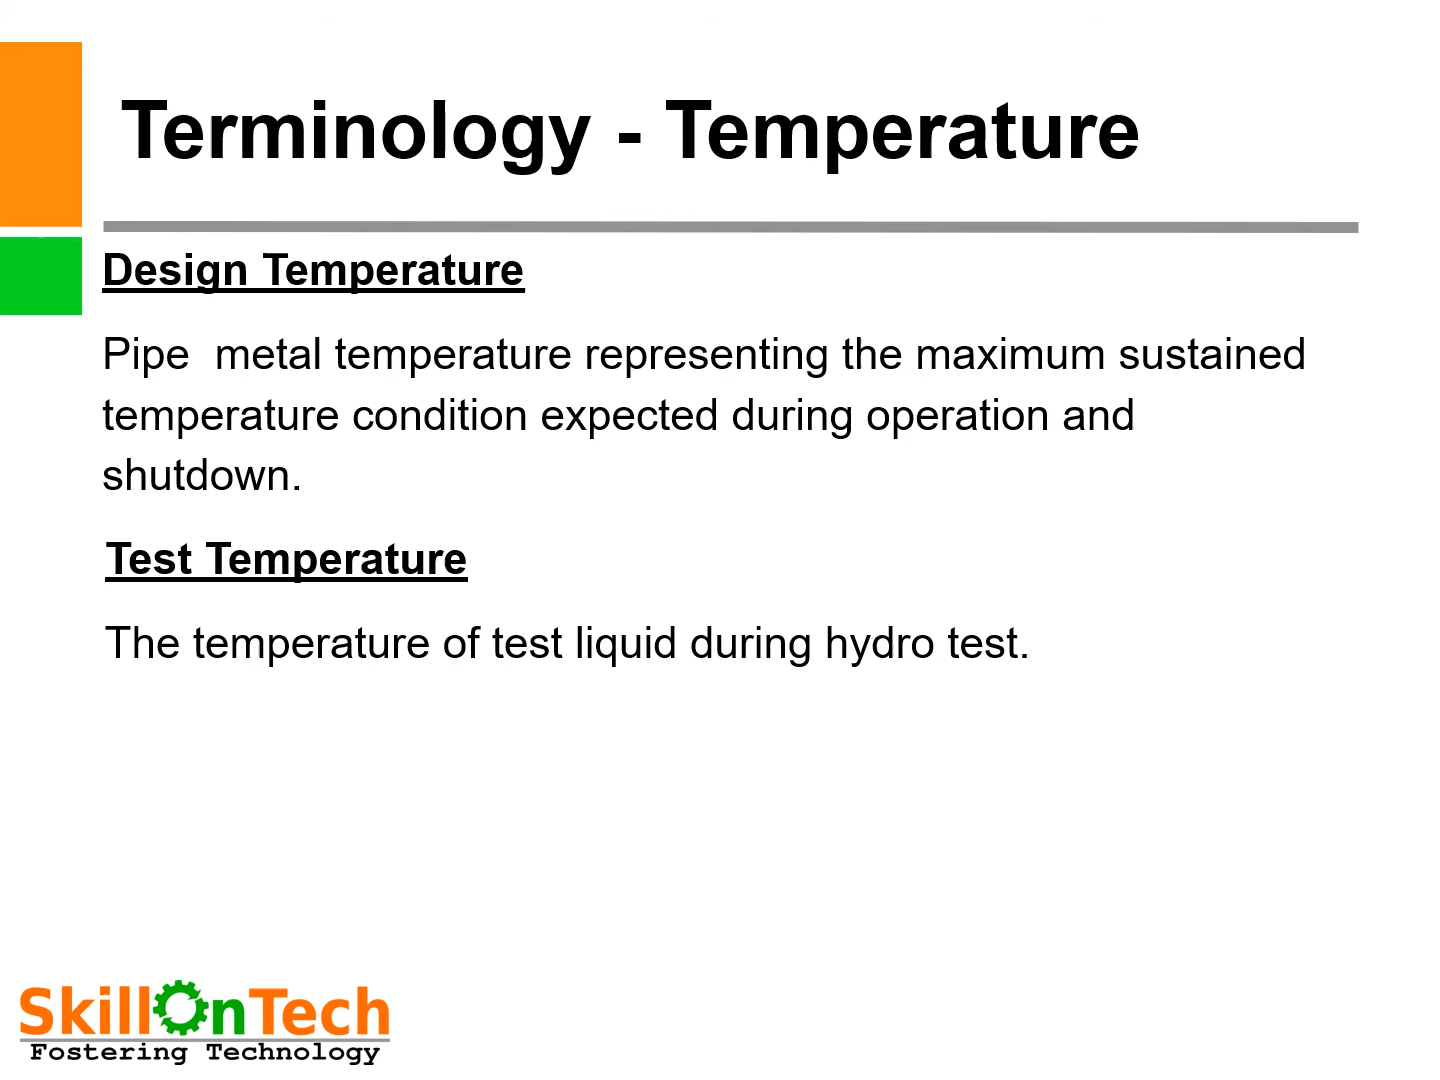 Terminology - Temperature
Design Temperature
Pipe  metal temperature representing the maximum sustained
temperature condition expected during operation and
shutdown.
Test Temperature
The temperature of test liquid during hydro test.
SkillOnTech
Fostering Technology